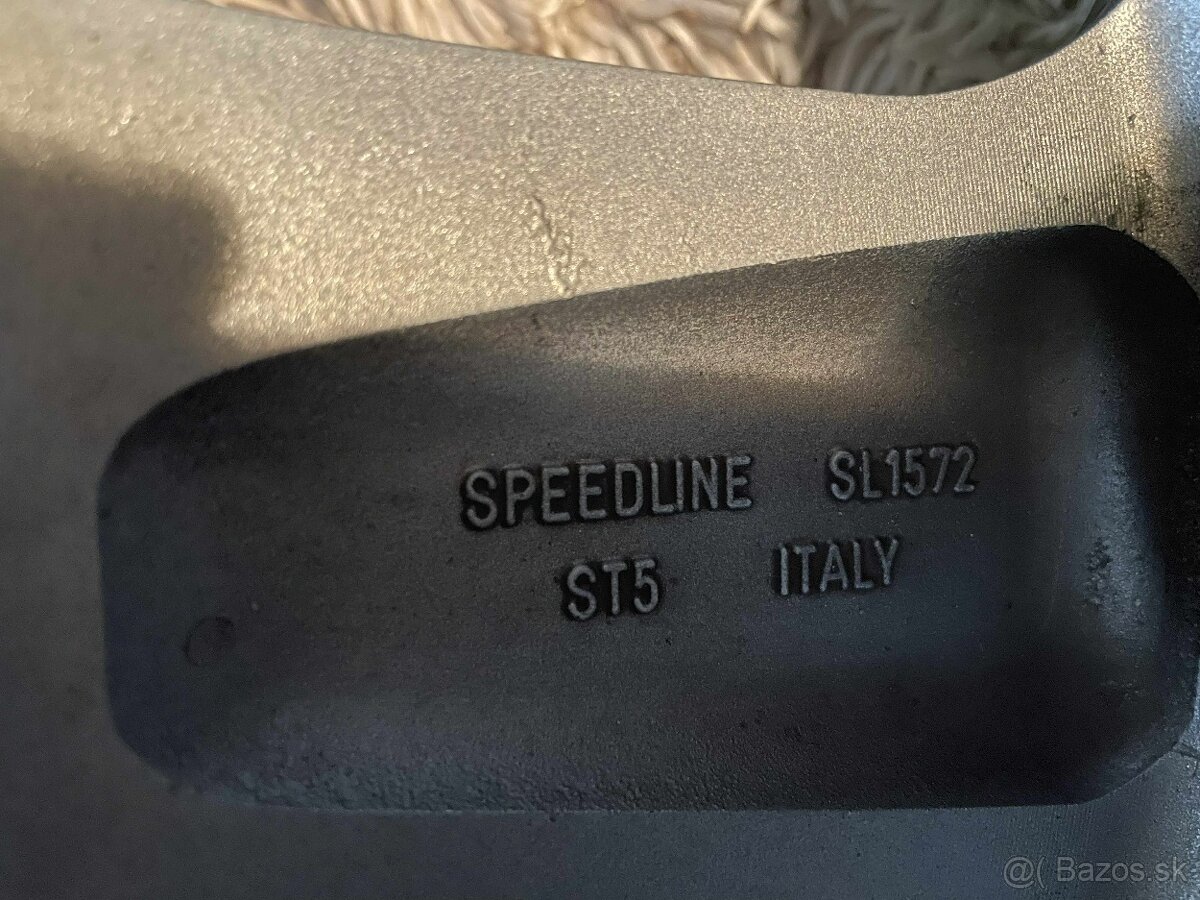 SPEEDLINE SL1572
ST5 ITALY
@( Bazos.sk